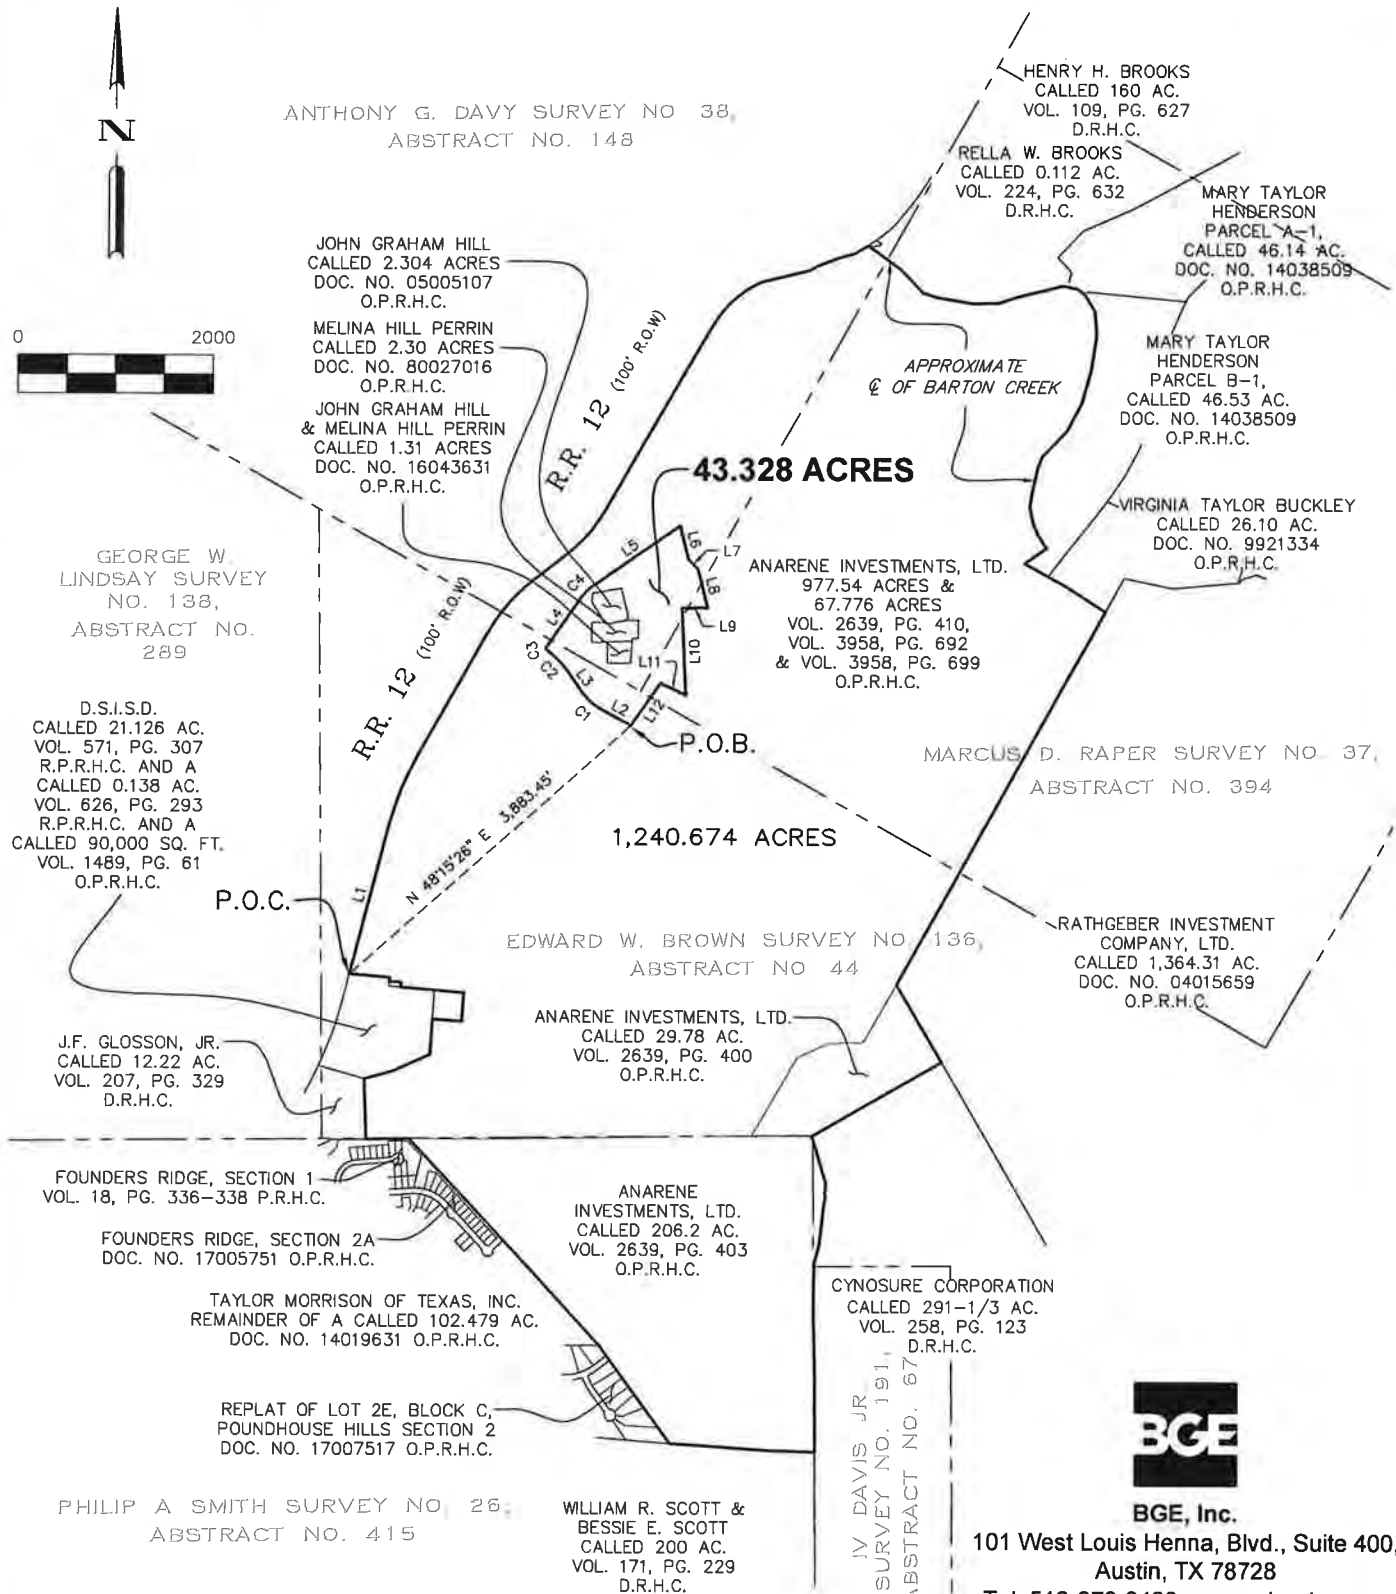 N
ANTHONY G. DAVY SURVEY NO 38,
ABSTRACT NO. 148
HENRY H. BROOKS
CALLED 160 AC.
VOL. 109, PG. 627
D.R.H.C.
RELLA W. BROOKS
CALLED 0.112 AC.
VOL. 224, PG. 632
D.R.H.C.
MARY TAYLOR
HENDERSON
PARCEL A-1,
CALLED 46.14 AC.
DOC. NO. 14038509
O.P.R.H.C.
JOHN GRAHAM HILL
CALLED 2.304 ACRES
DOC. NO. 05005107
O.P.R.H.C.
0 2000
MELINA HILL PERRIN
CALLED 2.30 ACRES
DOC. NO. 80027016
O.P.R.H.C.
JOHN GRAHAM HILL
& MELINA HILL PERRIN
CALLED 1.31 ACRES
DOC. NO. 16043631
O.P.R.H.C.
R.R. 12 (100' R.O.W)
APPROXIMATE
℄ OF BARTON CREEK
MARY TAYLOR
HENDERSON
PARCEL B-1,
CALLED 46.53 AC.
DOC. NO. 14038509
O.P.R.H.C.
43.328 ACRES
VIRGINIA TAYLOR BUCKLEY
CALLED 26.10 AC.
DOC. NO. 9921334
O.P.R.H.C.
GEORGE W.
LINDSAY SURVEY
NO. 138,
ABSTRACT NO.
289
ANARENE INVESTMENTS, LTD.
977.54 ACRES &
67.776 ACRES
VOL. 2639, PG. 410,
VOL. 3958, PG. 692
& VOL. 3958, PG. 699
O.P.R.H.C.
L5
L6
L7
L8
L9
L10
L11
L12
C4
L4
C3
C2
L3
C1
L2
P.O.B.
R.R. 12 (100' R.O.W)
D.S.I.S.D.
CALLED 21.126 AC.
VOL. 571, PG. 307
R.P.R.H.C. AND A
CALLED 0.138 AC.
VOL. 626, PG. 293
R.P.R.H.C. AND A
CALLED 90,000 SQ. FT.
VOL. 1489, PG. 61
O.P.R.H.C.
MARCUS D. RAPER SURVEY NO. 37,
ABSTRACT NO. 394
N 48°15'26" E 3,883.45'
1,240.674 ACRES
L1
P.O.C.
EDWARD W. BROWN SURVEY NO. 136,
ABSTRACT NO 44
RATHGEBER INVESTMENT
COMPANY, LTD.
CALLED 1,364.31 AC.
DOC. NO. 04015659
O.P.R.H.C.
ANARENE INVESTMENTS, LTD.
CALLED 29.78 AC.
VOL. 2639, PG. 400
O.P.R.H.C.
J.F. GLOSSON, JR.
CALLED 12.22 AC.
VOL. 207, PG. 329
D.R.H.C.
FOUNDERS RIDGE, SECTION 1
VOL. 18, PG. 336-338 P.R.H.C.
FOUNDERS RIDGE, SECTION 2A
DOC. NO. 17005751 O.P.R.H.C.
ANARENE
INVESTMENTS, LTD.
CALLED 206.2 AC.
VOL. 2639, PG. 403
O.P.R.H.C.
TAYLOR MORRISON OF TEXAS, INC.
REMAINDER OF A CALLED 102.479 AC.
DOC. NO. 14019631 O.P.R.H.C.
CYNOSURE CORPORATION
CALLED 291-1/3 AC.
VOL. 258, PG. 123
D.R.H.C.
REPLAT OF LOT 2E, BLOCK C,
POUNDHOUSE HILLS SECTION 2
DOC. NO. 17007517 O.P.R.H.C.
PHILIP A SMITH SURVEY NO. 26,
ABSTRACT NO. 415
WILLIAM R. SCOTT &
BESSIE E. SCOTT
CALLED 200 AC.
VOL. 171, PG. 229
D.R.H.C.
IV DAVIS JR
SURVEY NO. 191,
ABSTRACT NO. 67
BGE
BGE, Inc.
101 West Louis Henna, Blvd., Suite 400,
Austin, TX 78728